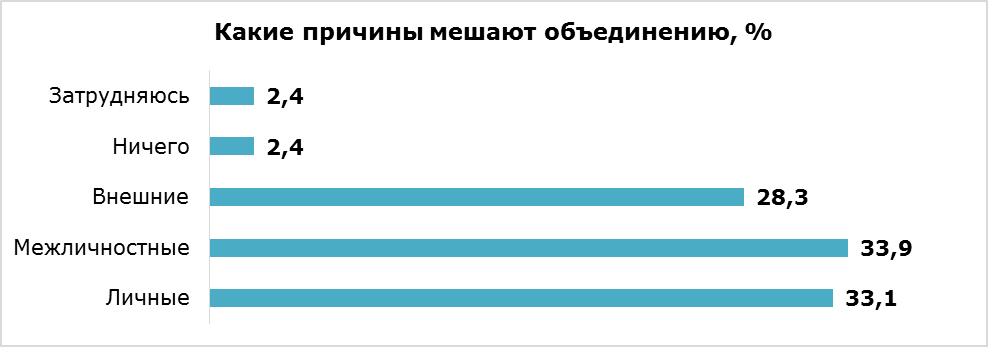 Какие причины мешают объединению, %
Затрудняюсь 2,4
Ничего 2,4
Внешние 28,3
Межличностные 33,9
Личные 33,1